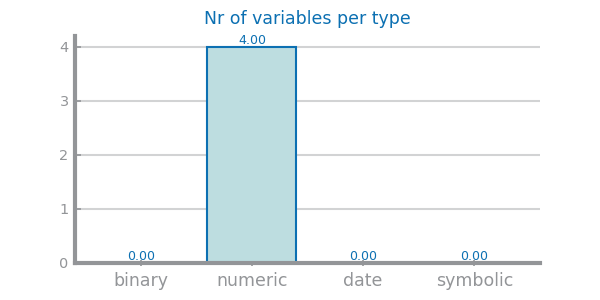 Nr of variables per type
4
3
2
1
0
0.00
4.00
0.00
0.00
binary
numeric
date
symbolic